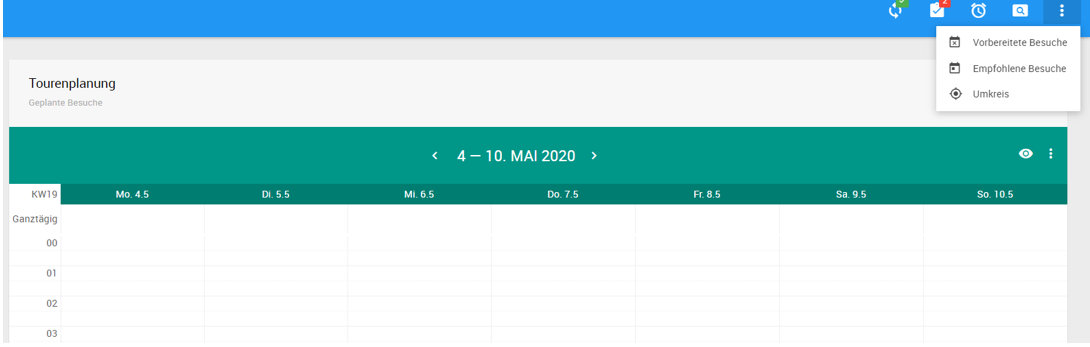 2
Vorbereitete Besuche
Empfohlene Besuche
Umkreis
Tourenplanung
Geplante Besuche
4 — 10. MAI 2020
KW19 Mo. 4.5 Di. 5.5 Mi. 6.5 Do. 7.5 Fr. 8.5 Sa. 9.5 So. 10.5
Ganztägig
00
01
02
03